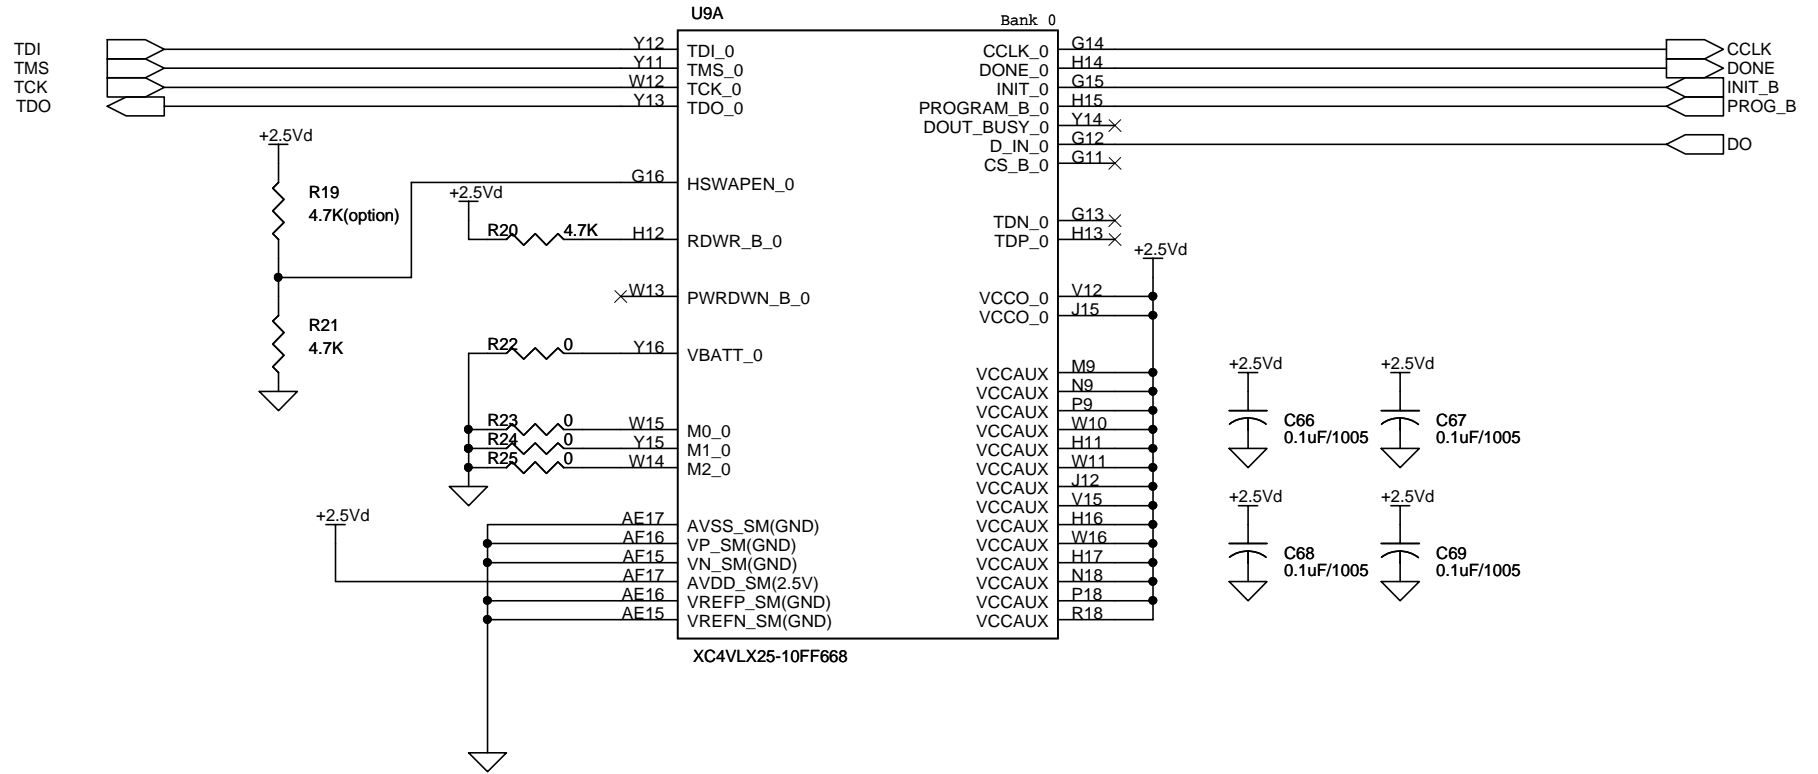 U9A
Bank 0
TDI
Y12
TDI_0
CCLK_0
G14
CCLK
TMS
Y11
TMS_0
DONE_0
H14
DONE
TCK
W12
TCK_0
INIT_0
G15
INIT_B
TDO
Y13
TDO_0
PROGRAM_B_0
H15
PROG_B
DOUT_BUSY_0
Y14
D_IN_0
G12
DO
CS_B_0
G11
+2.5Vd
R19
4.7K(option)
G16
HSWAPEN_0
+2.5Vd
R20
4.7K
H12
RDWR_B_0
TDN_0
G13
TDP_0
H13
+2.5Vd
W13
PWRDWN_B_0
VCCO_0
V12
VCCO_0
J15
R21
4.7K
R22
0
Y16
VBATT_0
R23
0
W15
M0_0
R24
0
Y15
M1_0
R25
0
W14
M2_0
VCCAUX
M9
VCCAUX
N9
VCCAUX
P9
VCCAUX
W10
VCCAUX
H11
VCCAUX
W11
VCCAUX
J12
VCCAUX
V15
VCCAUX
H16
VCCAUX
W16
VCCAUX
H17
VCCAUX
N18
VCCAUX
P18
VCCAUX
R18
+2.5Vd
AE17
AVSS_SM(GND)
AF16
VP_SM(GND)
AF15
VN_SM(GND)
AF17
AVDD_SM(2.5V)
AE16
VREFP_SM(GND)
AE15
VREFN_SM(GND)
XC4VLX25-10FF668
+2.5Vd
C66
0.1uF/1005
+2.5Vd
C67
0.1uF/1005
+2.5Vd
C68
0.1uF/1005
+2.5Vd
C69
0.1uF/1005